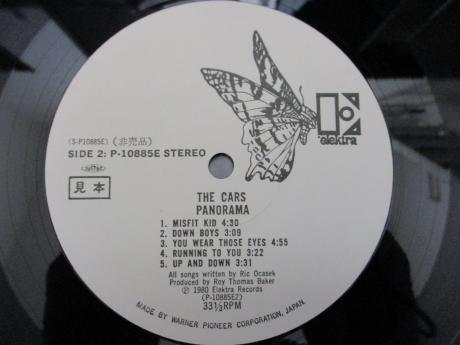 elektra
(S-P10885E) (非売品)
SIDE 2: P-10885E STEREO
見本
THE CARS
PANORAMA
1. MISFIT KID 4:30
2. DOWN BOYS 3:09
3. YOU WEAR THOSE EYES 4:55
4. RUNNING TO YOU 3:22
5. UP AND DOWN 3:31
All songs written by Ric Ocasek
Produced by Roy Thomas Baker
Ⓟ 1980 Elektra Records
(P-10885E2)
33⅓RPM
MADE BY WARNER PIONEER CORPORATION, JAPAN.